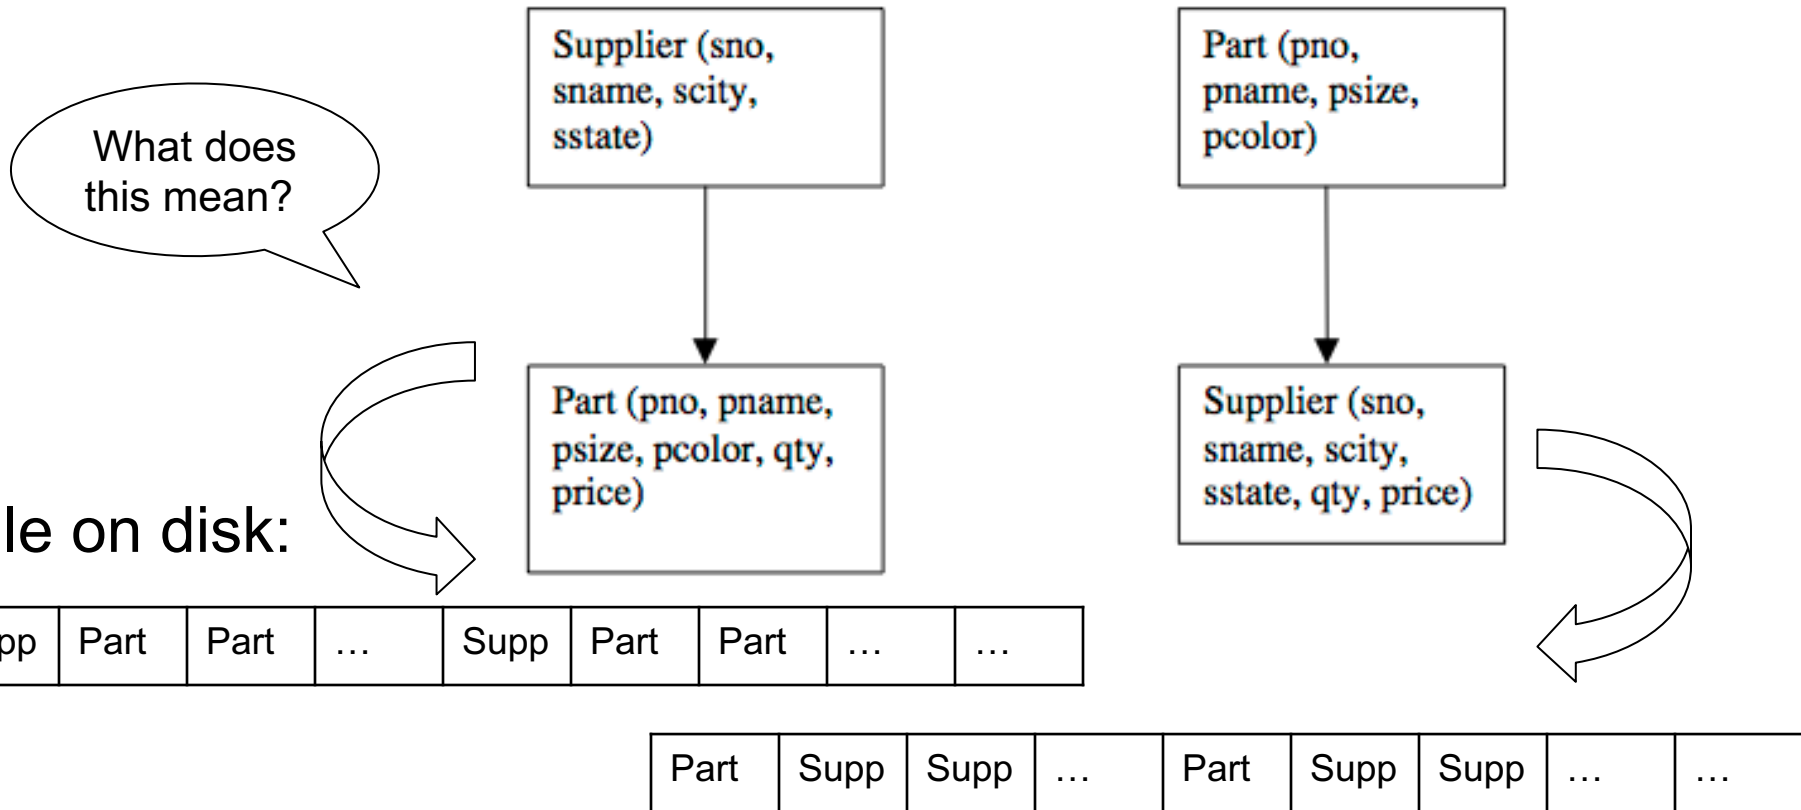 Supplier (sno,
sname, scity,
sstate)
Part (pno,
pname, psize,
pcolor)
What does
this mean?
Part (pno, pname,
psize, pcolor, qty,
price)
Supplier (sno,
sname, scity,
sstate, qty, price)
le on disk:
pp Part Part … Supp Part Part … …
Part Supp Supp … Part Supp Supp … …